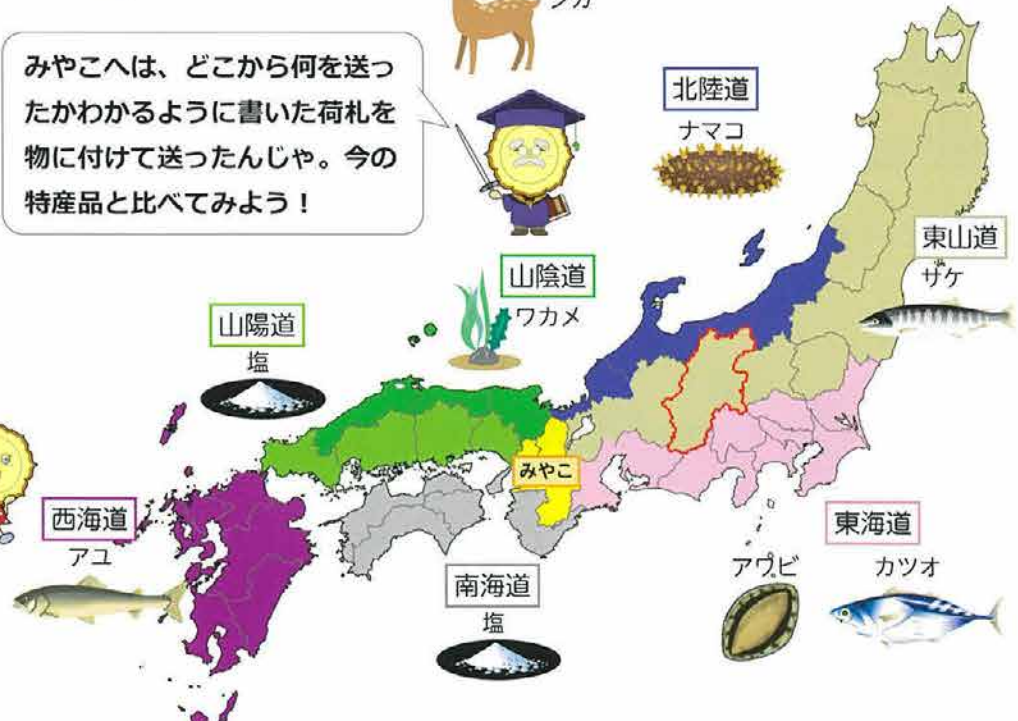 シカ
みやこへは、どこから何を送っ
たかわかるように書いた荷札を
物に付けて送ったんじゃ。今の
特産品と比べてみよう！
北陸道
ナマコ
東山道
サケ
山陰道
ワカメ
山陽道
塩
みやこ
西海道
アユ
南海道
塩
東海道
アワビ
カツオ